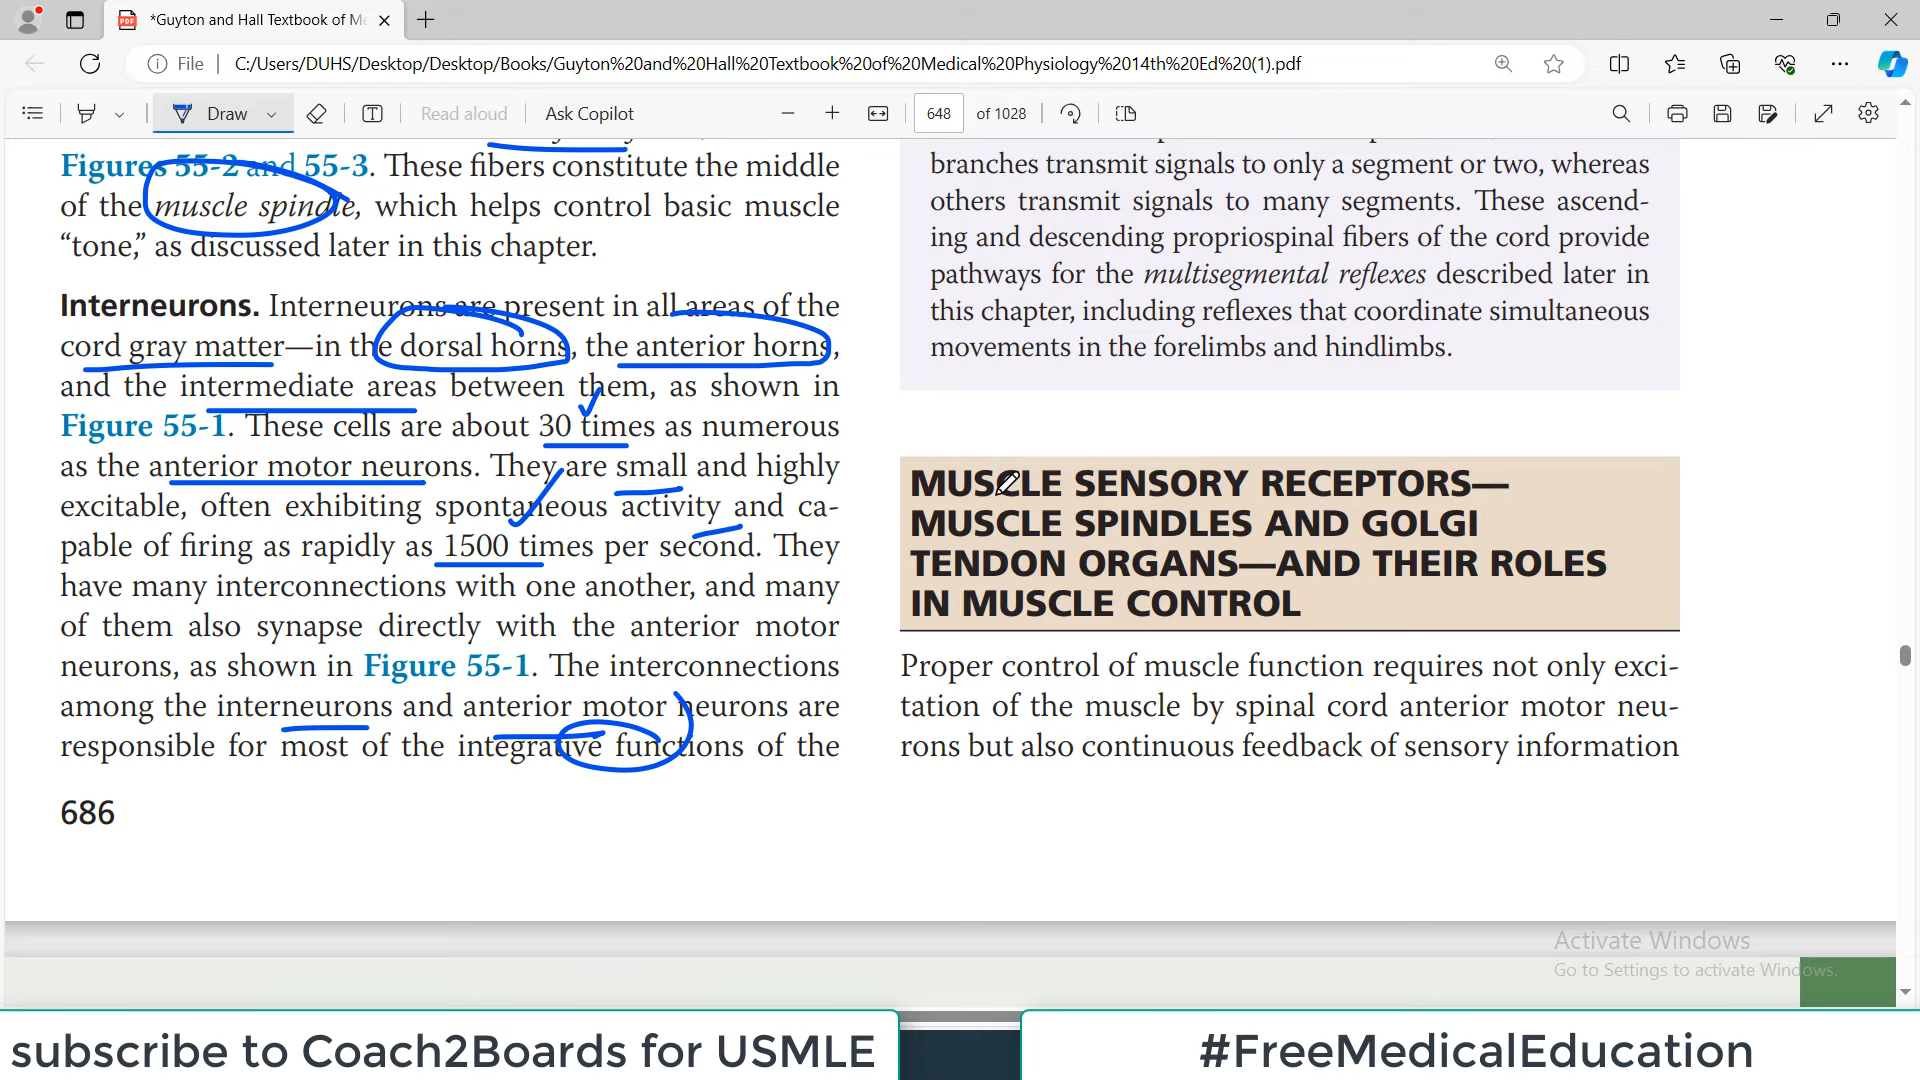 *Guyton and Hall Textbook of Me
File
C:/Users/DUHS/Desktop/Desktop/Books/Guyton%20and%20Hall%20Textbook%20of%20Medical%20Physiology%2014th%20Ed%20(1).pdf
Draw
Read aloud
Ask Copilot
648
of 1028
Figures 55-2 and 55-3. These fibers constitute the middle
of the muscle spindle, which helps control basic muscle
“tone,” as discussed later in this chapter.
Interneurons. Interneurons are present in all areas of the
cord gray matter—in the dorsal horns, the anterior horns,
and the intermediate areas between them, as shown in
Figure 55-1. These cells are about 30 times as numerous
as the anterior motor neurons. They are small and highly
excitable, often exhibiting spontaneous activity and ca-
pable of firing as rapidly as 1500 times per second. They
have many interconnections with one another, and many
of them also synapse directly with the anterior motor
neurons, as shown in Figure 55-1. The interconnections
among the interneurons and anterior motor neurons are
responsible for most of the integrative functions of the
686
branches transmit signals to only a segment or two, whereas
others transmit signals to many segments. These ascend-
ing and descending propriospinal fibers of the cord provide
pathways for the multisegmental reflexes described later in
this chapter, including reflexes that coordinate simultaneous
movements in the forelimbs and hindlimbs.
MUSCLE SENSORY RECEPTORS—
MUSCLE SPINDLES AND GOLGI
TENDON ORGANS—AND THEIR ROLES
IN MUSCLE CONTROL
Proper control of muscle function requires not only exci-
tation of the muscle by spinal cord anterior motor neu-
rons but also continuous feedback of sensory information
Activate Windows
Go to Settings to activate Windows.
subscribe to Coach2Boards for USMLE
#FreeMedicalEducation